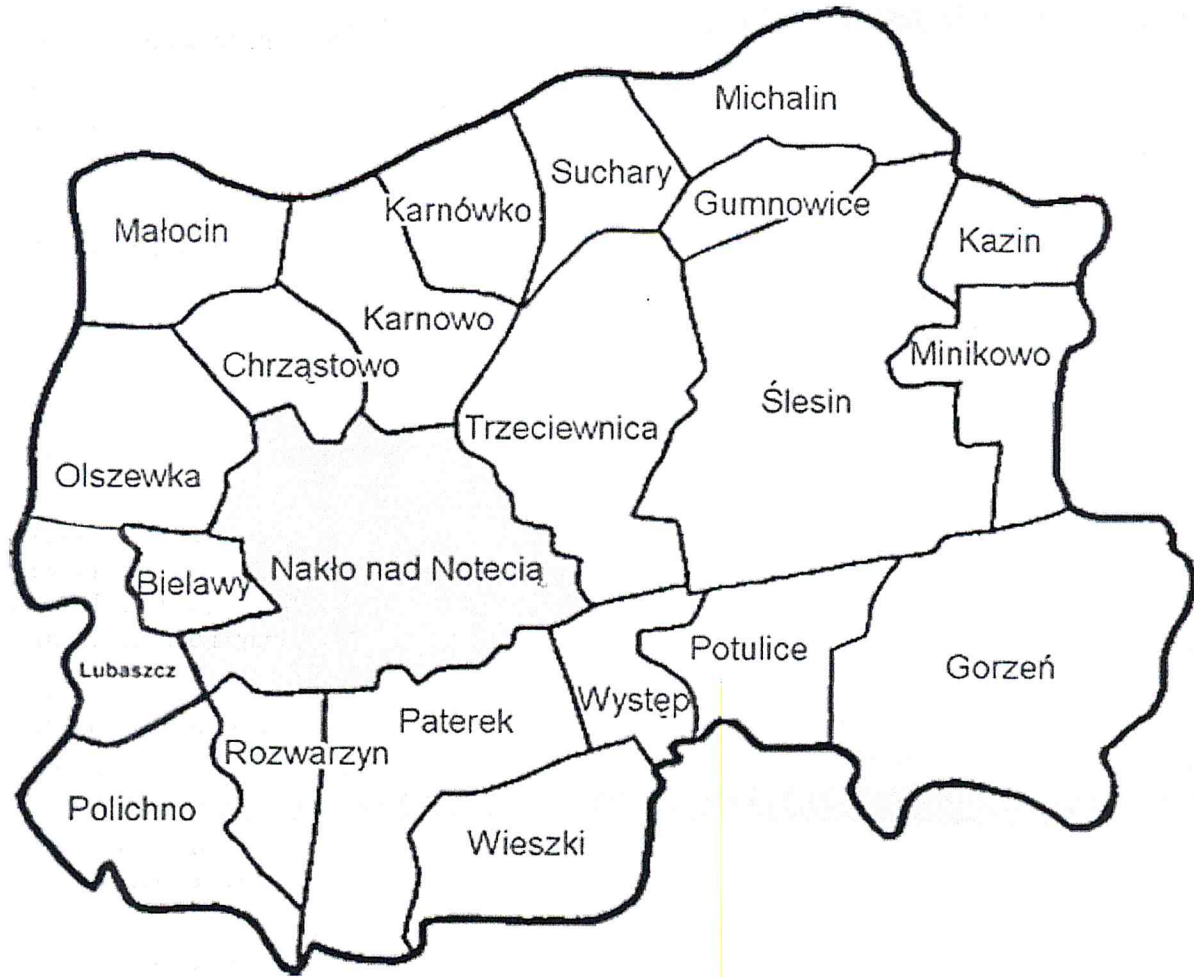 Michalin
Suchary
Karnówko
Gumnowice
Małocin
Kazin
Karnowo
Minikowo
Chrząstowo
Ślesin
Trzeciewnica
Olszewka
Nakło nad Notecią
Bielawy
Potulice
Gorzeń
Lubaszcz
Występ
Paterek
Rozwarzyn
Polichno
Wieszki